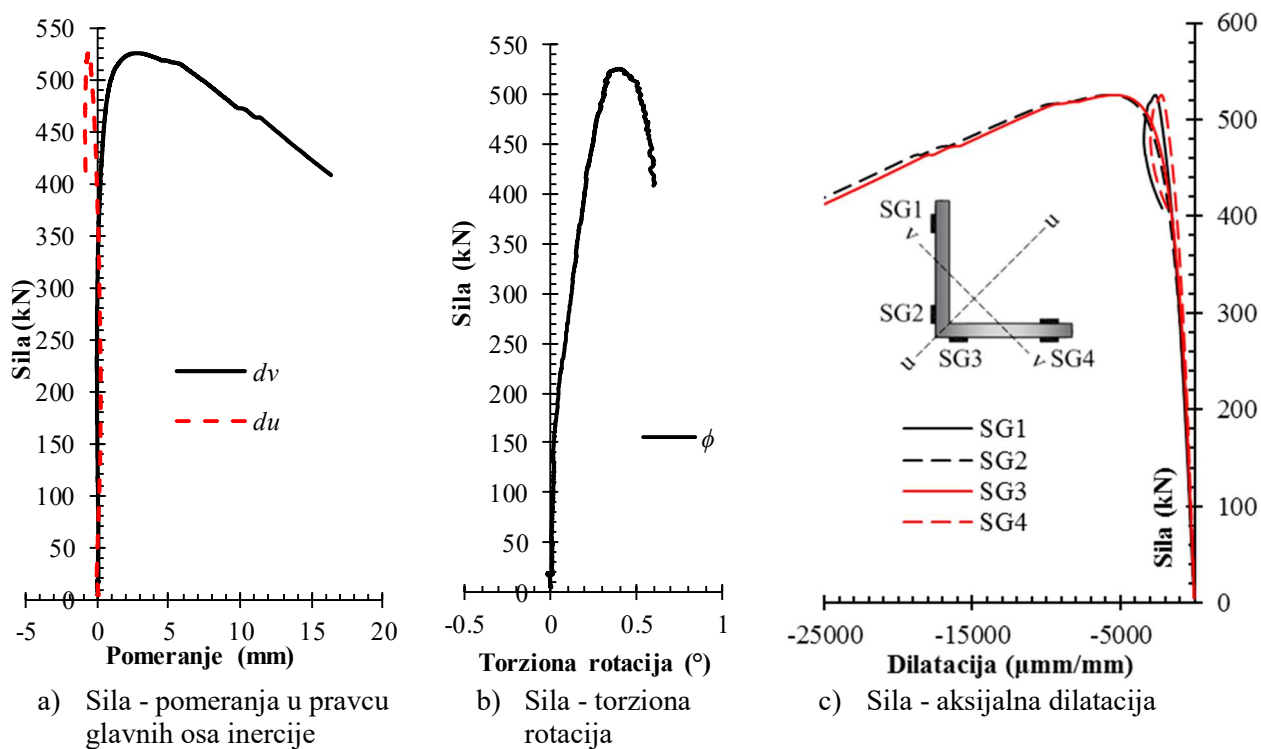 550
500
450
400
350
300
250
200
150
100
50
0
Sila (kN)
dv
du
-5 0 5 10 15 20
Pomeranje (mm)
a) Sila - pomeranja u pravcu
glavnih osa inercije
550
500
450
400
350
300
250
200
150
100
50
0
Sila (kN)
ϕ
-0.5 0 0.5 1
Torziona rotacija (°)
b) Sila - torziona
rotacija
600
500
400
300
200
100
0
Sila (kN)
SG1
v
u
SG2
u
SG3
v
SG4
SG1
SG2
SG3
SG4
-25000 -15000 -5000
Dilatacija (μmm/mm)
c) Sila - aksijalna dilatacija